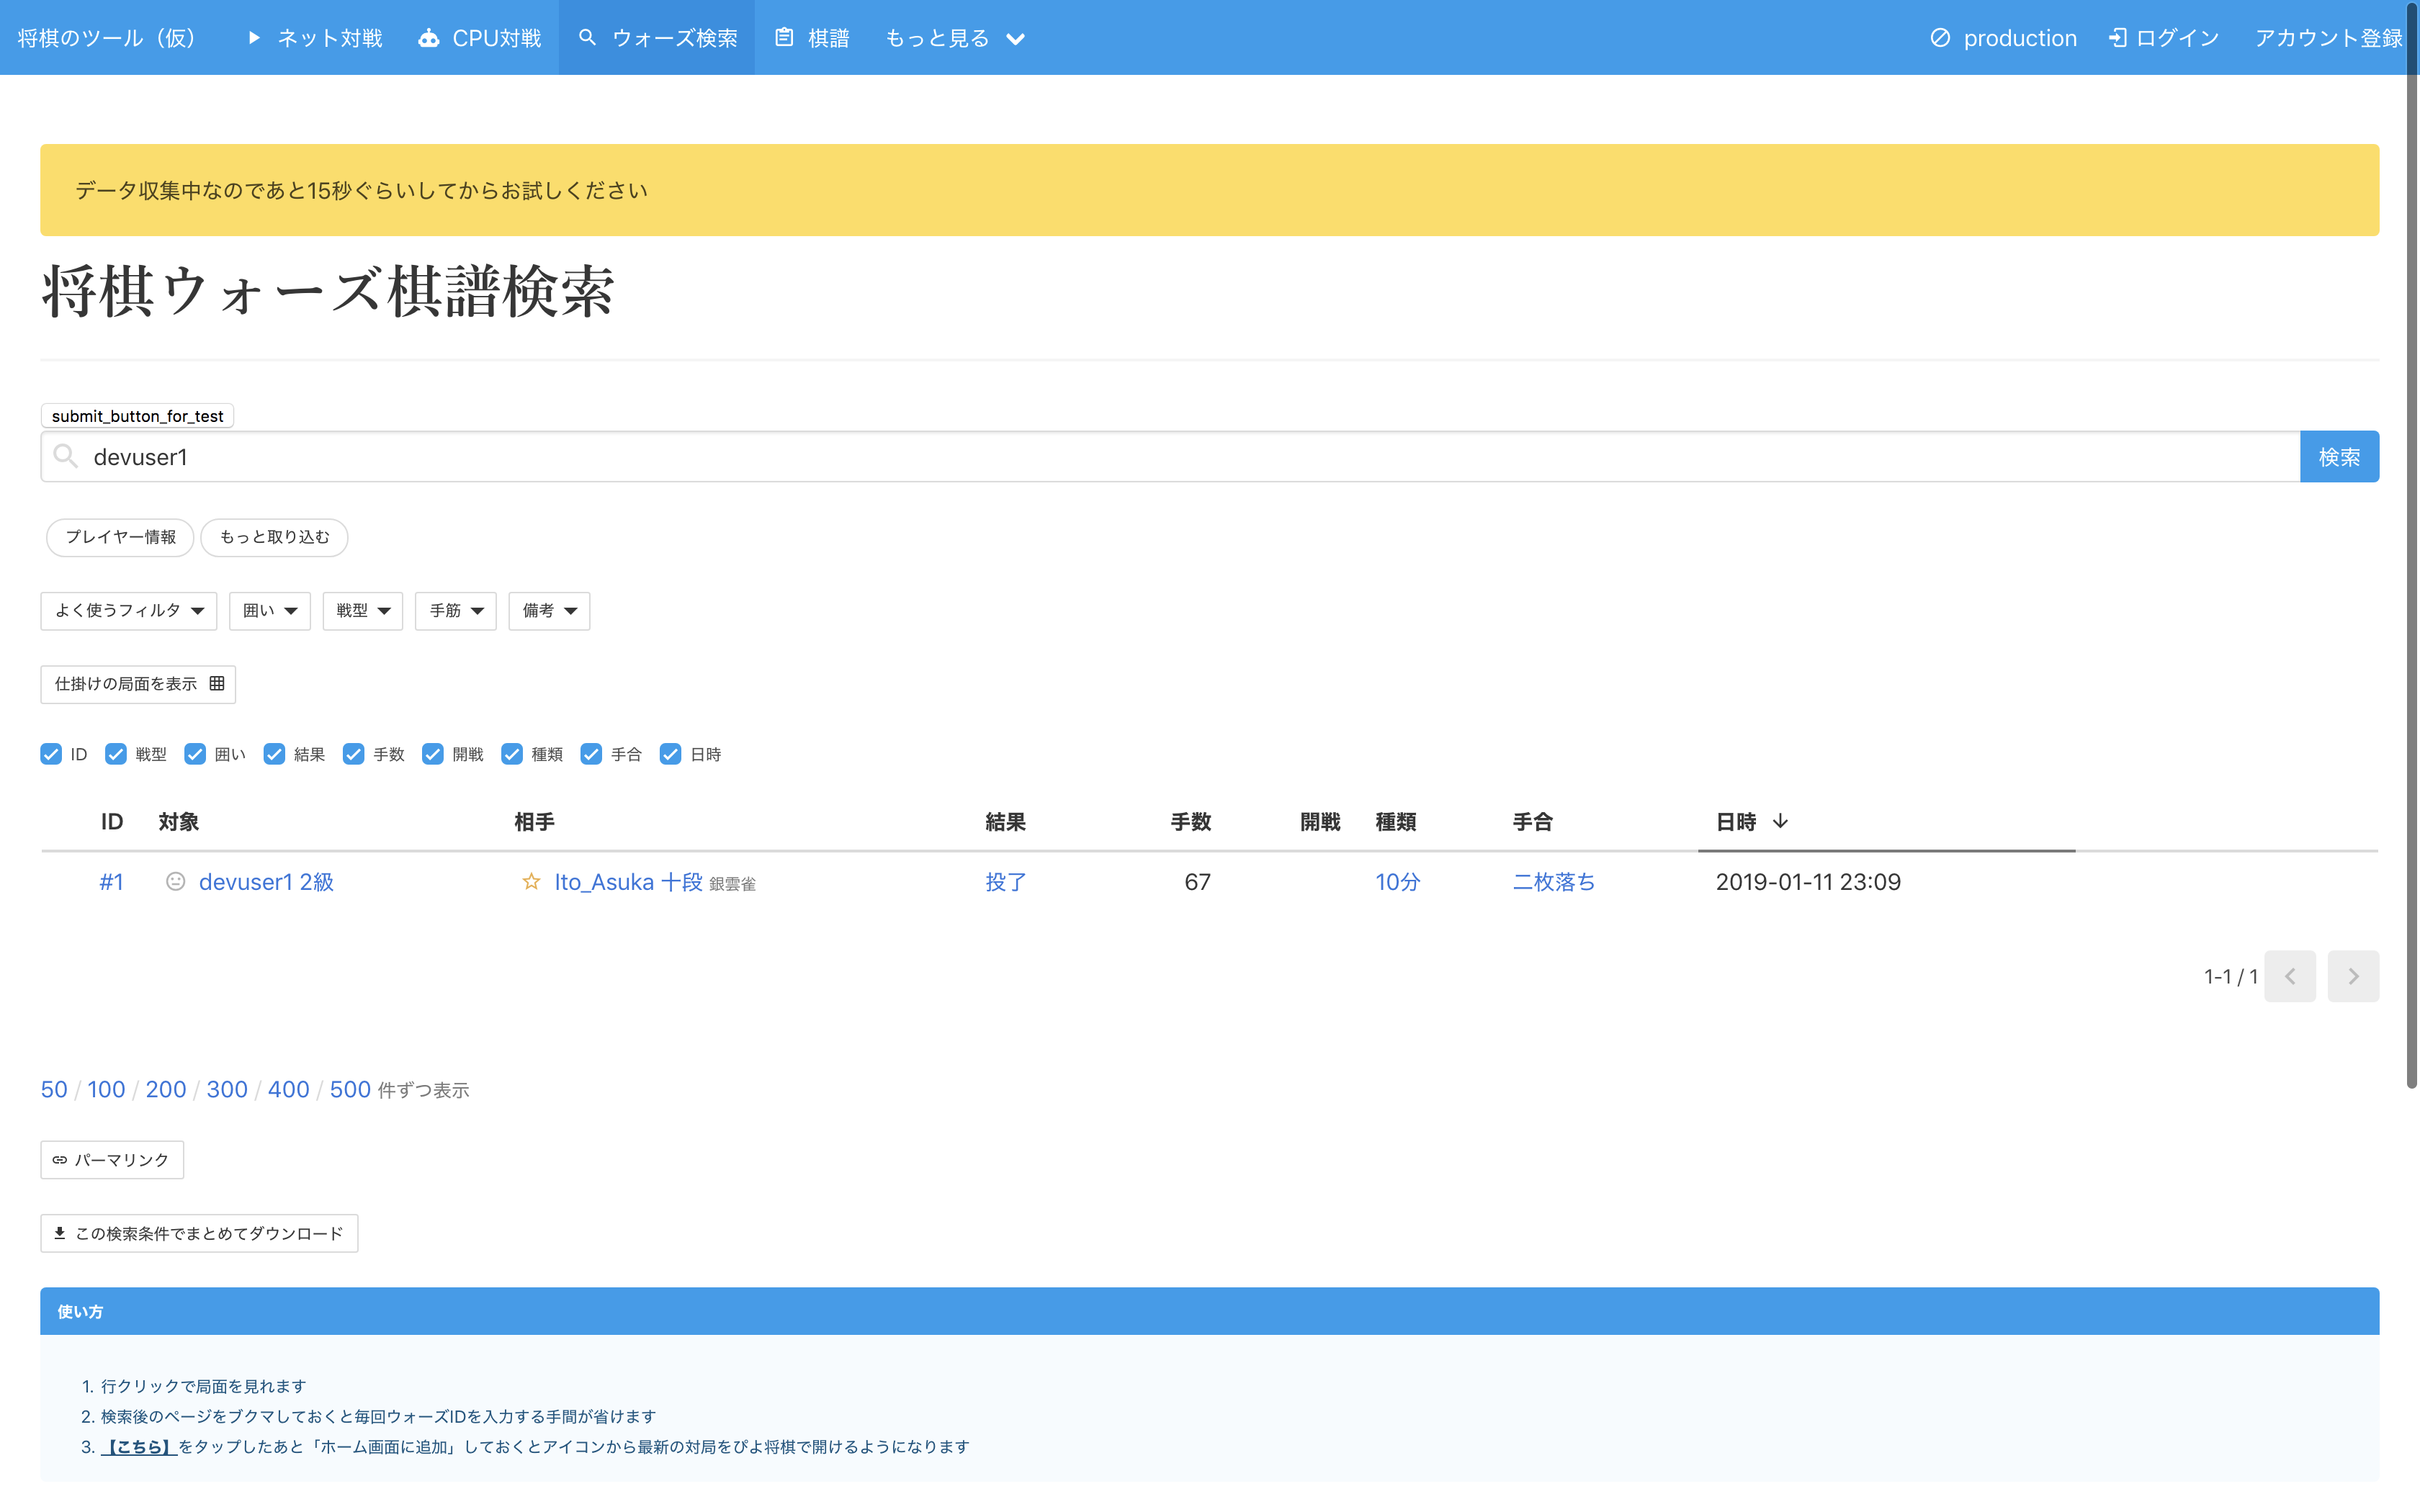 将棋のツール（仮） ネット対戦 CPU対戦 ウォーズ検索 棋譜 もっと見る production ログイン アカウント登録
データ収集中なのであと15秒ぐらいしてからお試しください
将棋ウォーズ棋譜検索
submit_button_for_test
devuser1 検索
プレイヤー情報 もっと取り込む
よく使うフィルタ 囲い 戦型 手筋 備考
仕掛けの局面を表示
ID 戦型 囲い 結果 手数 開戦 種類 手合 日時
ID 対象 相手 結果 手数 開戦 種類 手合 日時
#1 devuser1 2級 Ito_Asuka 十段 銀雲雀 投了 67 10分 二枚落ち 2019-01-11 23:09
1-1 / 1
50 / 100 / 200 / 300 / 400 / 500 件ずつ表示
パーマリンク
この検索条件でまとめてダウンロード
使い方
1. 行クリックで局面を見れます
2. 検索後のページをブクマしておくと毎回ウォーズIDを入力する手間が省けます
3. 【こちら】をタップしたあと「ホーム画面に追加」しておくとアイコンから最新の対局をぴよ将棋で開けるようになります